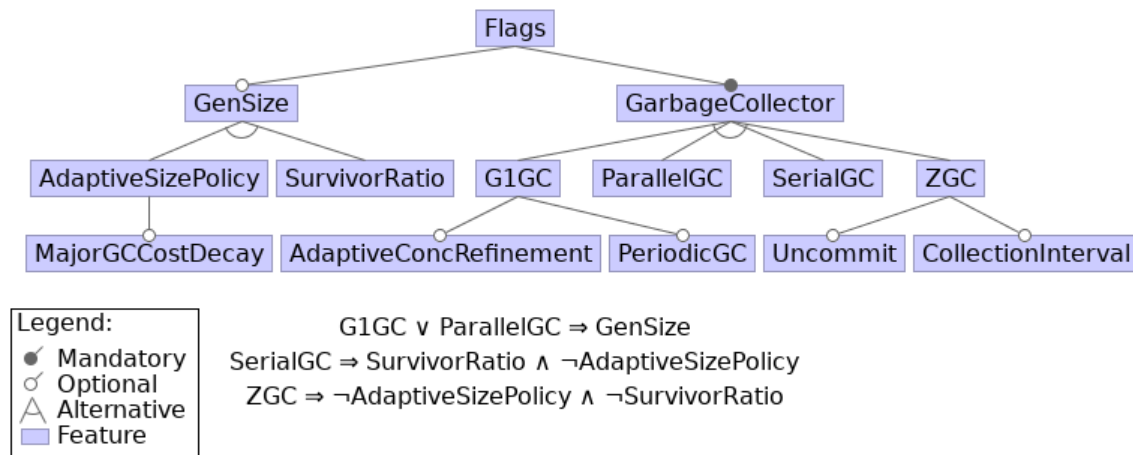 Flags
GenSize GarbageCollector
AdaptiveSizePolicy SurvivorRatio G1GC ParallelGC SerialGC ZGC
MajorGCCostDecay AdaptiveConcRefinement PeriodicGC Uncommit CollectionInterval
Legend:
Mandatory
Optional
Alternative
Feature
G1GC ∨ ParallelGC ⇒ GenSize
SerialGC ⇒ SurvivorRatio ∧ ¬AdaptiveSizePolicy
ZGC ⇒ ¬AdaptiveSizePolicy ∧ ¬SurvivorRatio